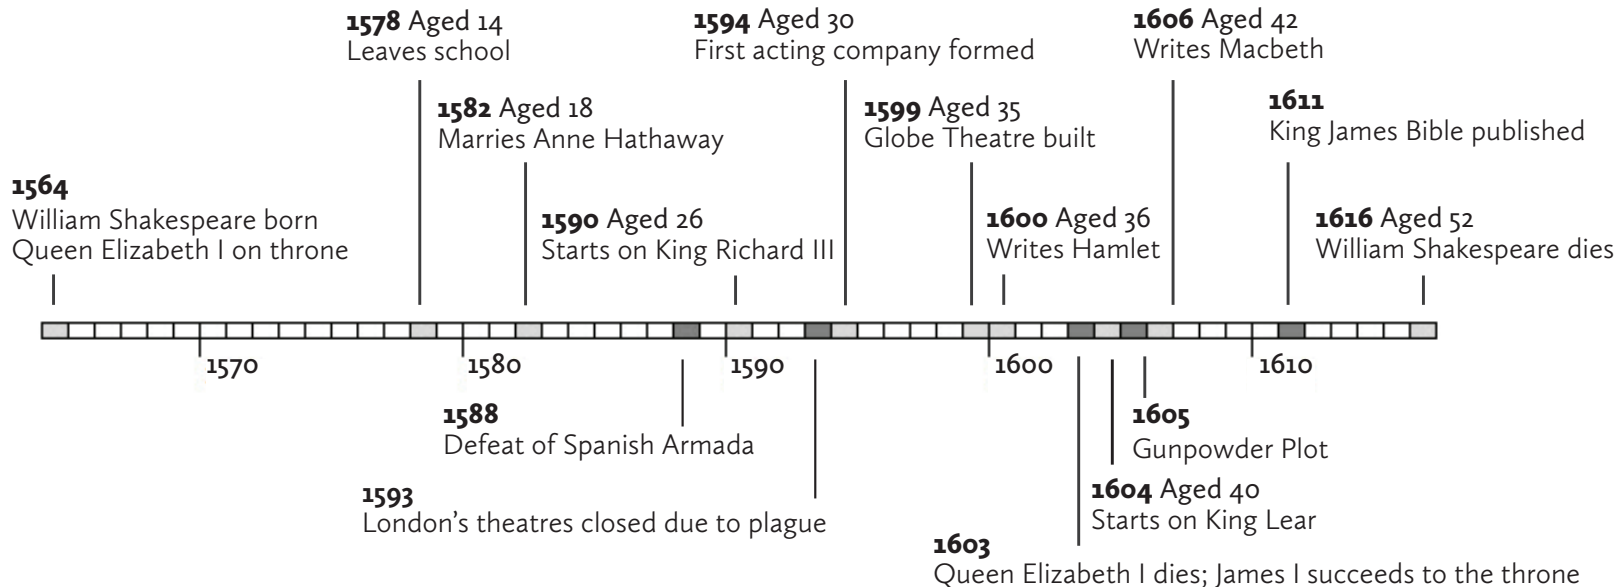 1578 Aged 14
Leaves school
1594 Aged 30
First acting company formed
1606 Aged 42
Writes Macbeth
1582 Aged 18
Marries Anne Hathaway
1599 Aged 35
Globe Theatre built
1611
King James Bible published
1564
William Shakespeare born
Queen Elizabeth I on throne
1590 Aged 26
Starts on King Richard III
1600 Aged 36
Writes Hamlet
1616 Aged 52
William Shakespeare dies
1570
1580
1590
1600
1610
1588
Defeat of Spanish Armada
1605
Gunpowder Plot
1593
London’s theatres closed due to plague
1604 Aged 40
Starts on King Lear
1603
Queen Elizabeth I dies; James I succeeds to the throne